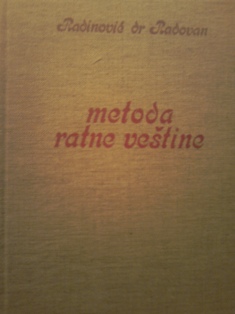 Radinović dr Radovan
metoda
ratne veštine